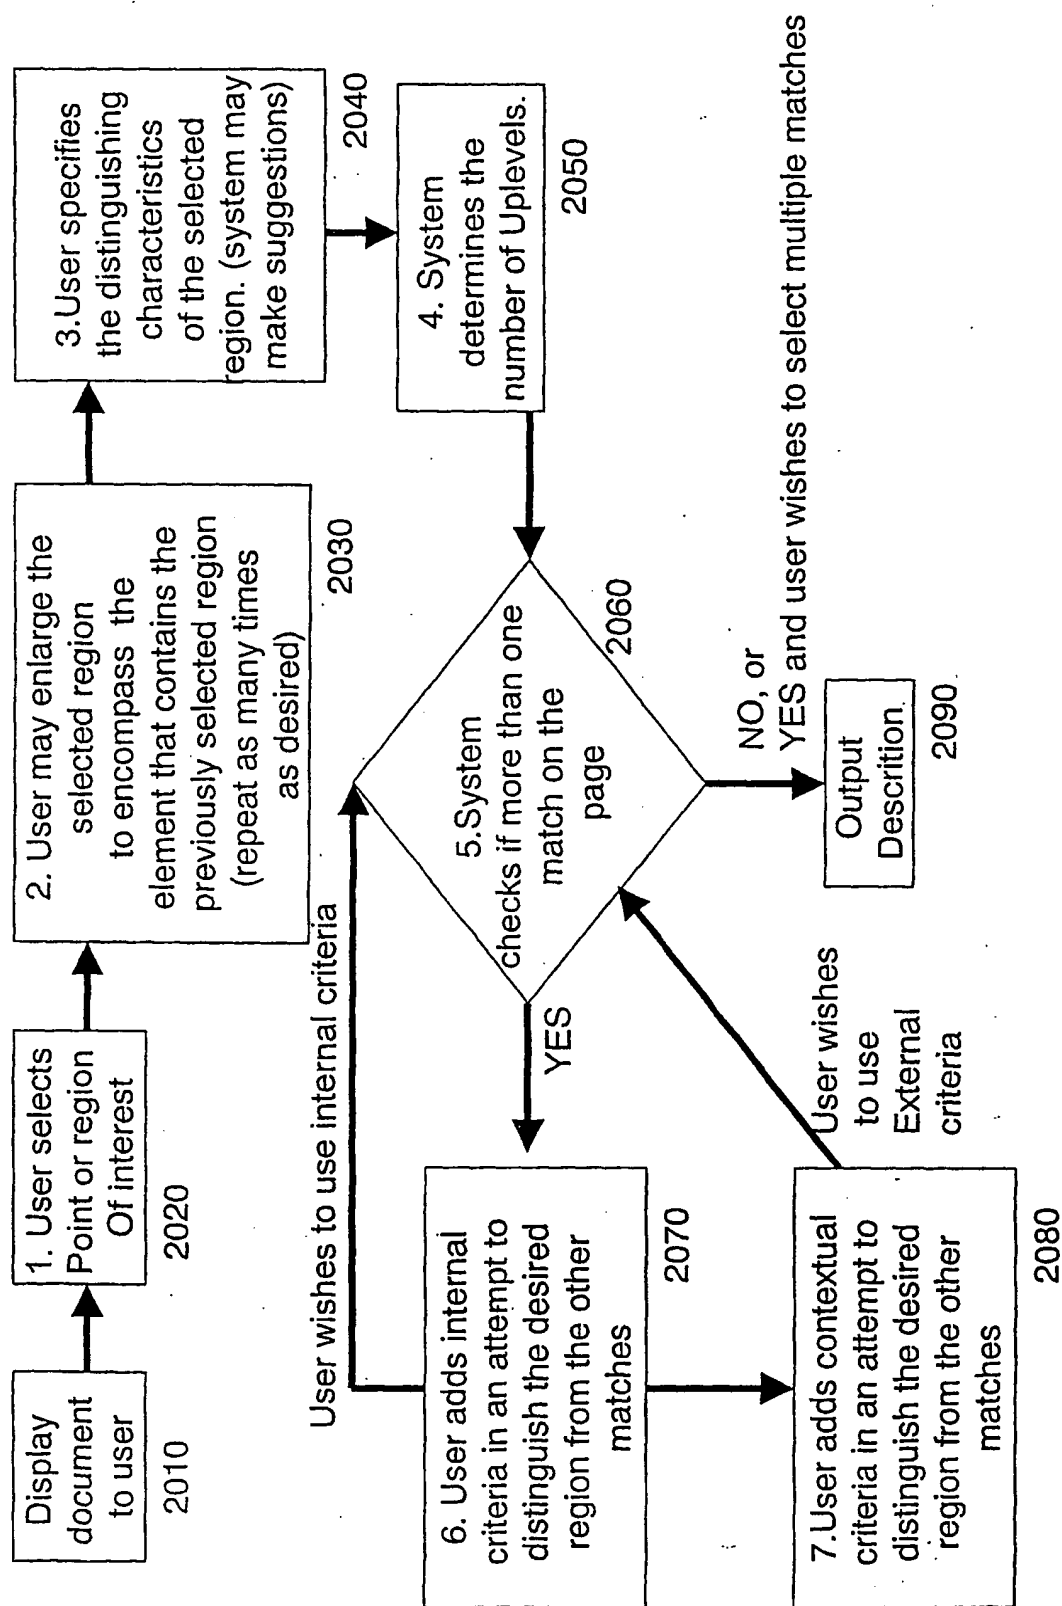 Display
document
to user
2010
1. User selects
Point or region
Of interest
2020
2. User may enlarge the
selected region
to encompass the
element that contains the
previously selected region
(repeat as many times
as desired)
2030
3.User specifies
the distinguishing
characteristics
of the selected
region. (system may
make suggestions)
2040
4. System
determines the
number of Uplevels.
2050
5.System
checks if more than one
match on the
page
2060
User wishes to use internal criteria
YES
6. User adds internal
criteria in an attempt to
distinguish the desired
region from the other
matches
2070
7.User adds contextual
criteria in an attempt to
distinguish the desired
region from the other
matches
2080
User wishes
to use
External
criteria
NO, or
YES and user wishes to select multiple matches
Output
Descrition
2090